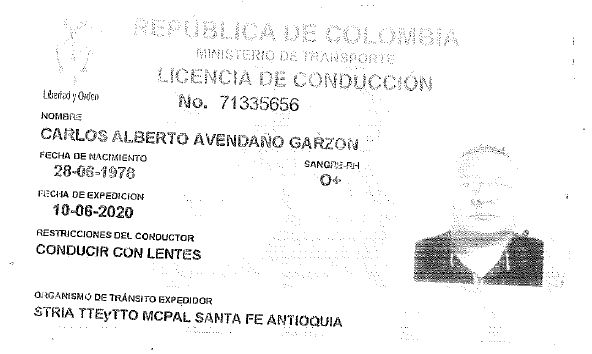 REPÚBLICA DE COLOMBIA
MINISTERIO DE TRANSPORTE
LICENCIA DE CONDUCCIÓN
Libertad y Orden
No. 71335656
NOMBRE
CARLOS ALBERTO AVENDAÑO GARZON
FECHA DE NACIMIENTO
SANGRE-RH
28-06-1978
O+
FECHA DE EXPEDICION
10-06-2020
RESTRICCIONES DEL CONDUCTOR
CONDUCIR CON LENTES
ORGANISMO DE TRÁNSITO EXPEDIDOR
STRIA TTEyTTO MCPAL SANTA FE ANTIOQUIA